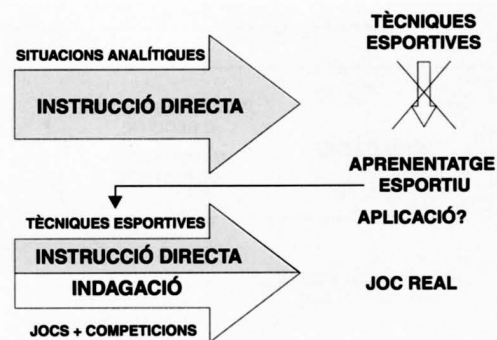 SITUACIONS ANALÍTIQUES
INSTRUCCIÓ DIRECTA
TÈCNIQUES
ESPORTIVES
APRENENTATGE
ESPORTIU
APLICACIÓ?
TÈCNIQUES ESPORTIVES
INSTRUCCIÓ DIRECTA
INDAGACIÓ
JOCS + COMPETICIONS
JOC REAL